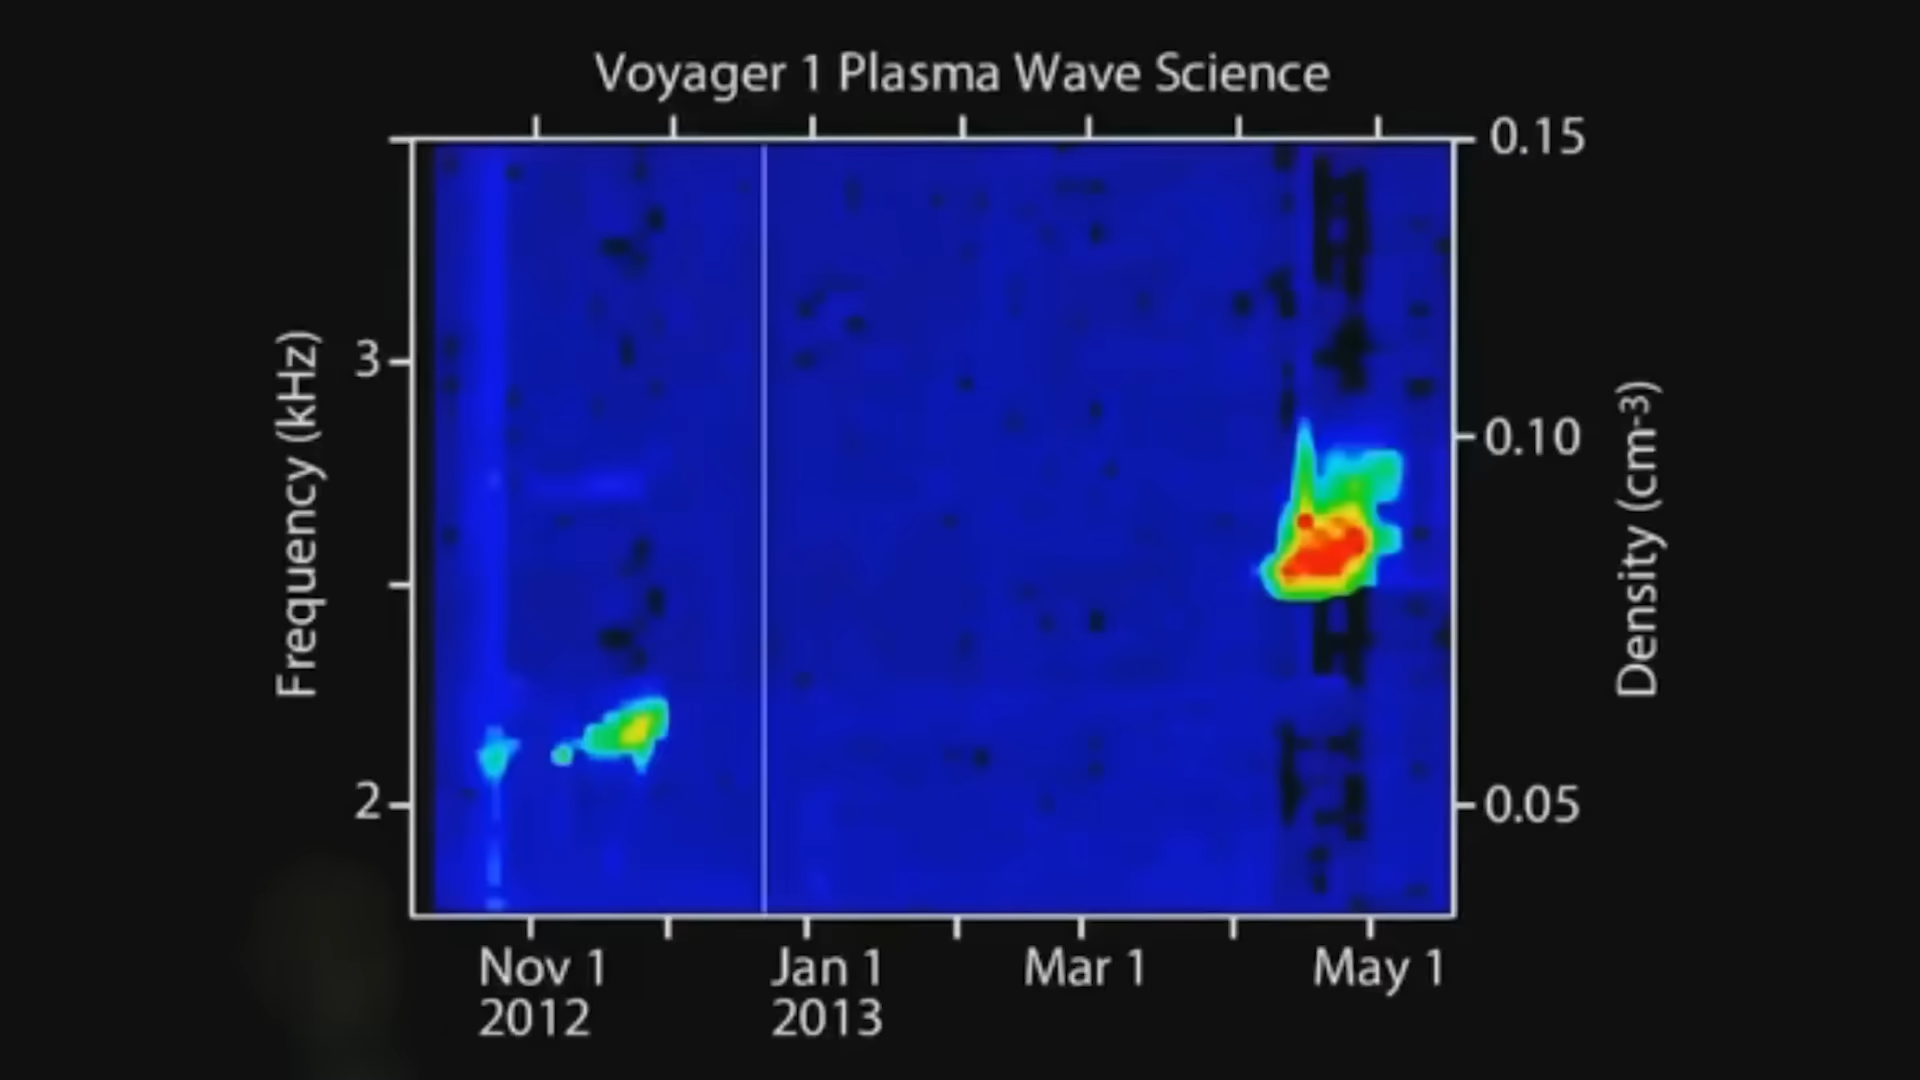 Voyager 1 Plasma Wave Science
0.15
3
0.10
2
0.05
Frequency (kHz)
Density (cm-3)
Nov 1
2012
Jan 1
2013
Mar 1
May 1